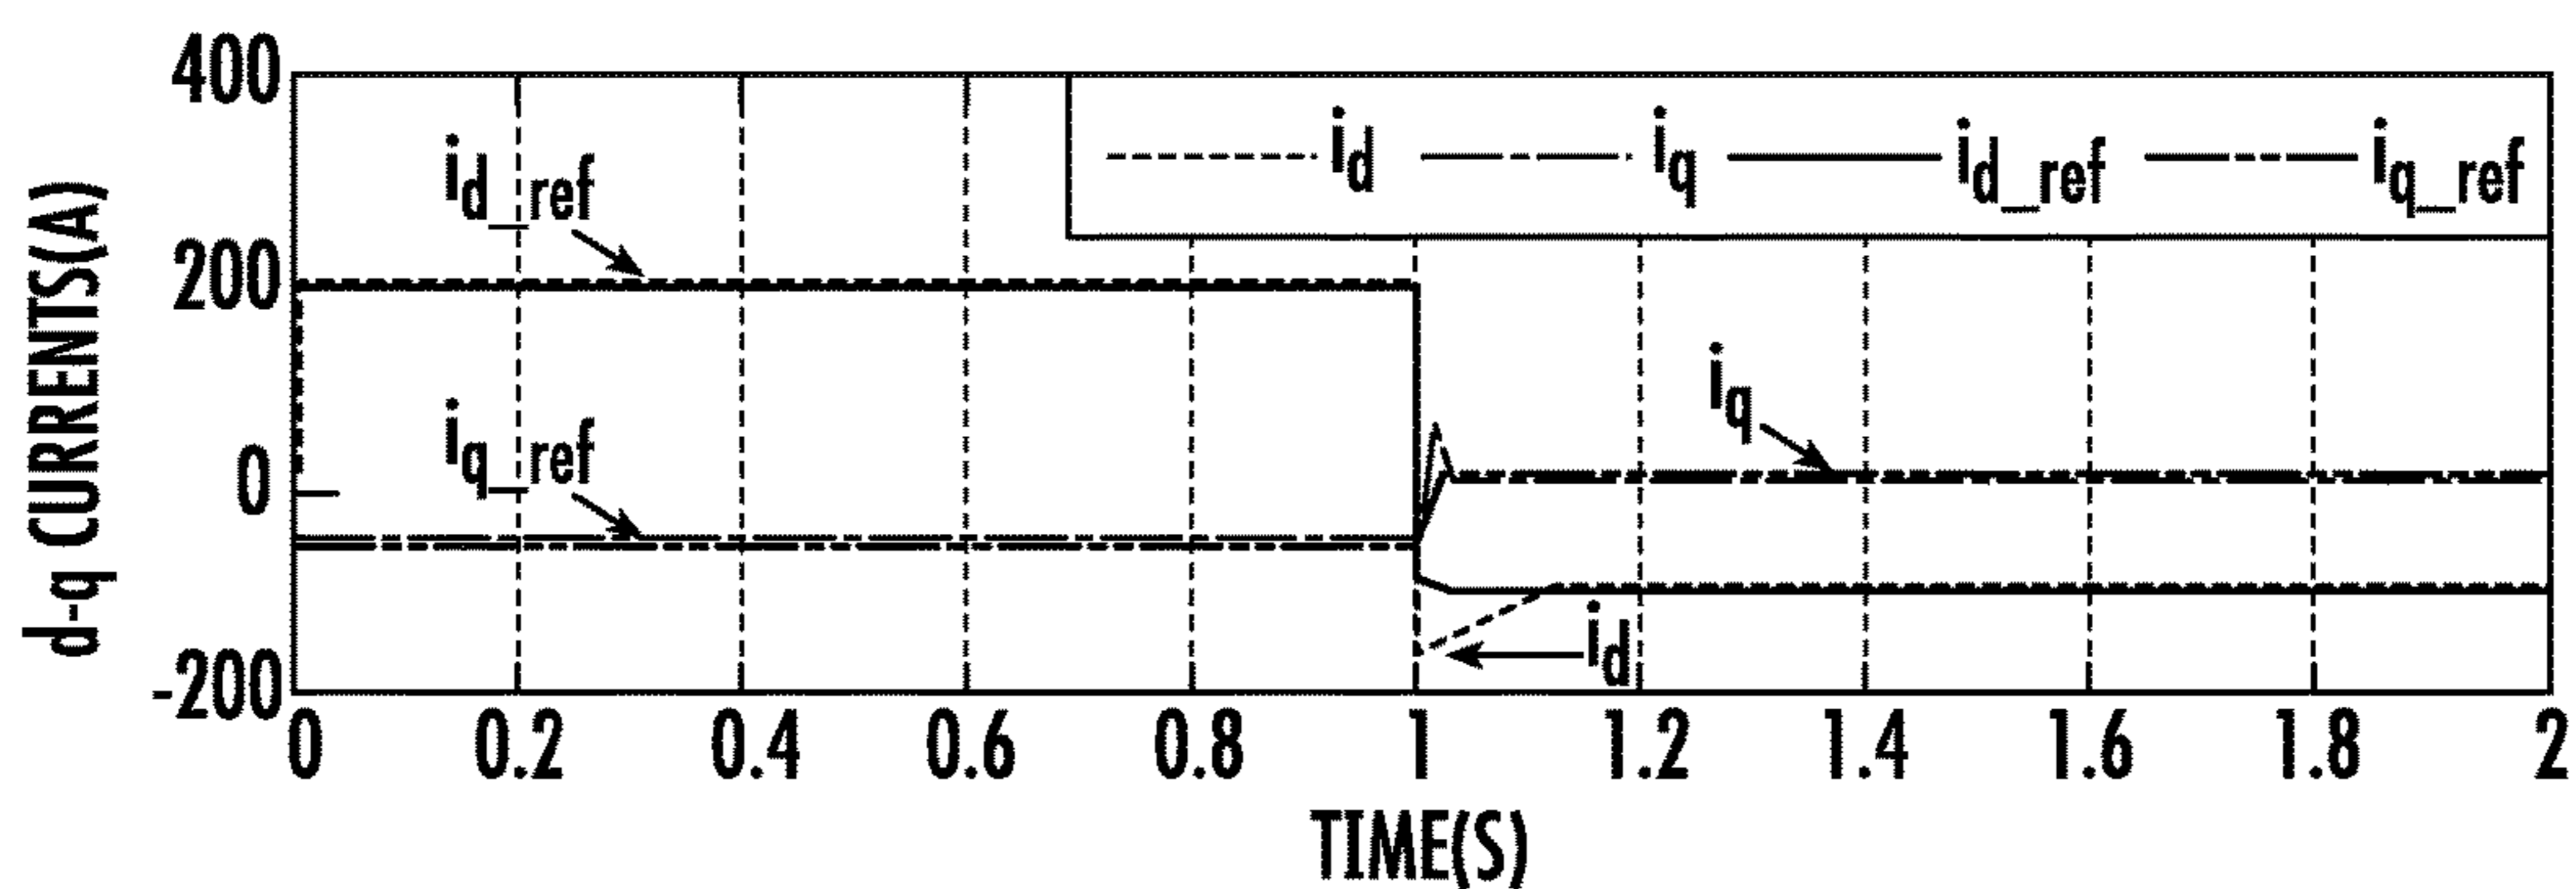 400
200
0
-200
d-q CURRENTS(A)
i_d i_q i_d_ref i_q_ref
i_d_ref
i_q_ref
i_q
i_d
0 0.2 0.4 0.6 0.8 1 1.2 1.4 1.6 1.8 2
TIME(S)